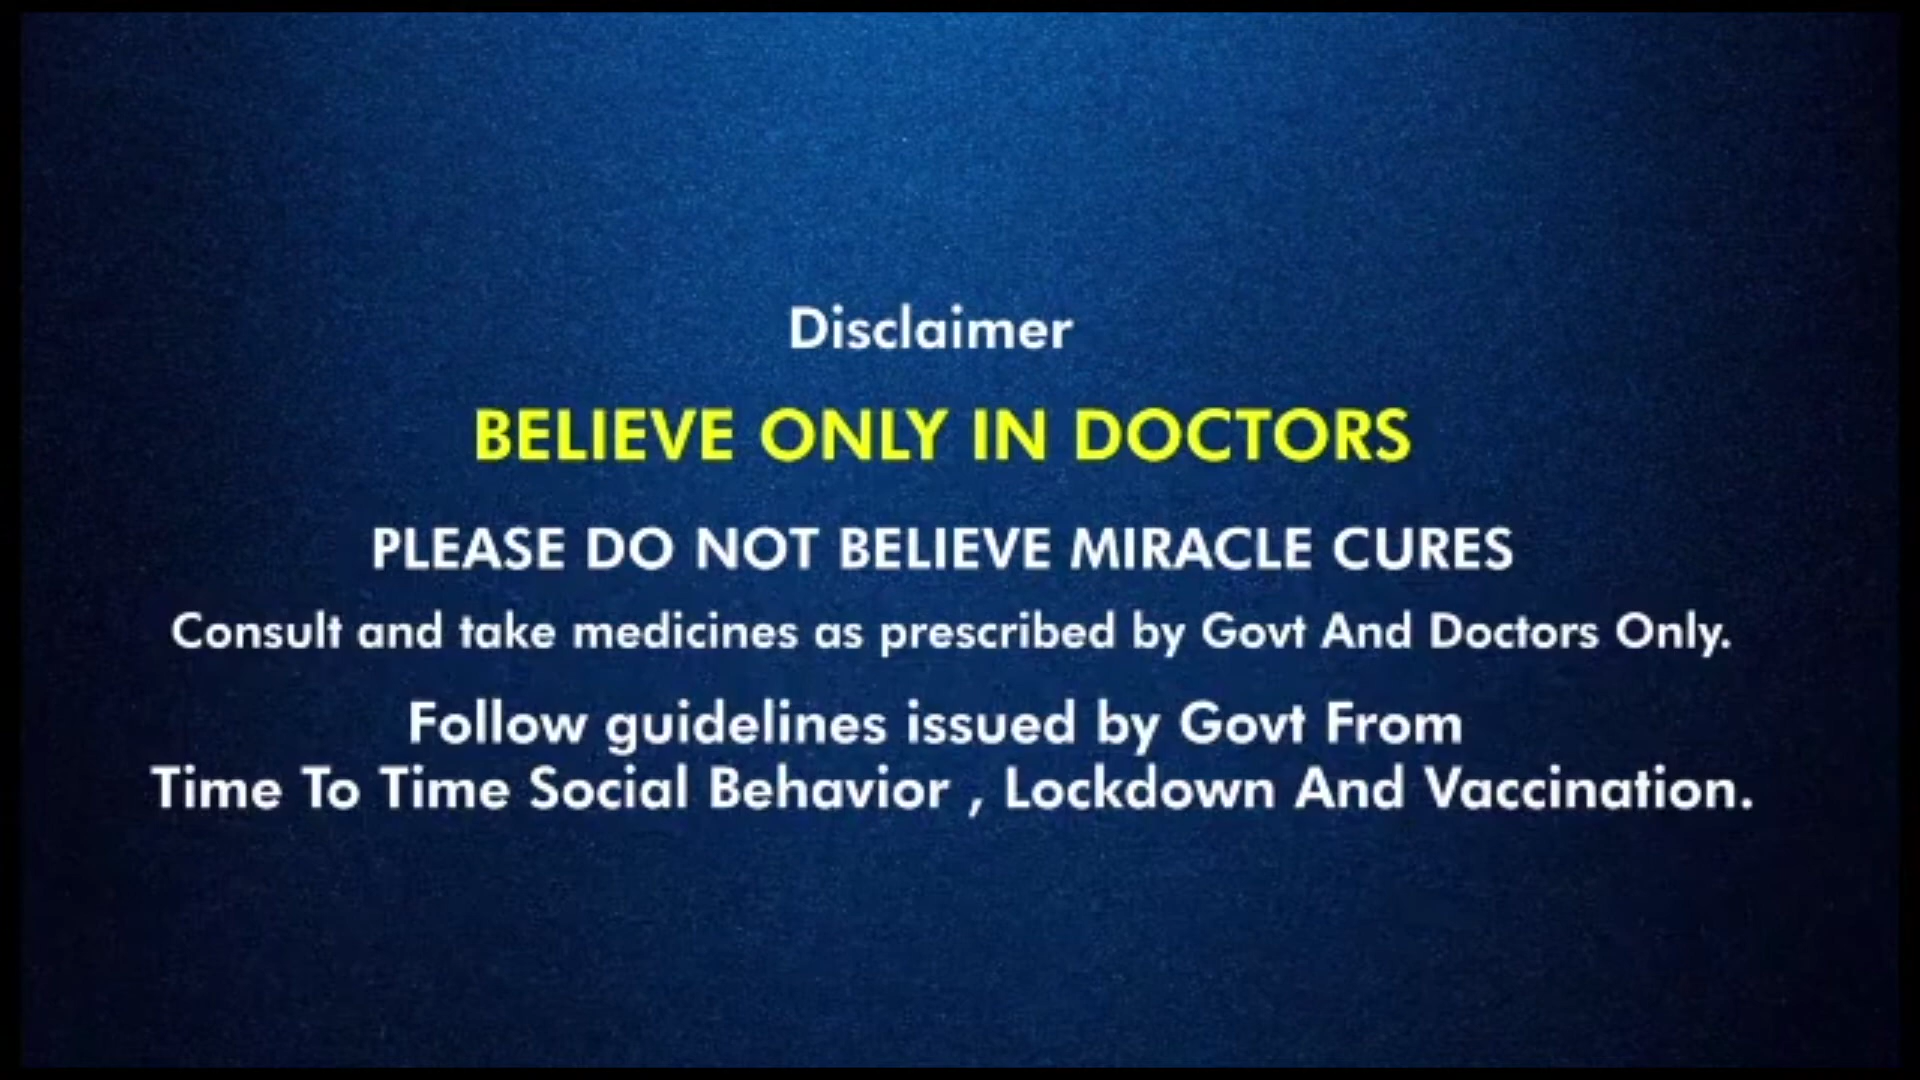 Disclaimer
BELIEVE ONLY IN DOCTORS
PLEASE DO NOT BELIEVE MIRACLE CURES
Consult and take medicines as prescribed by Govt And Doctors Only.
Follow guidelines issued by Govt From
Time To Time Social Behavior , Lockdown And Vaccination.